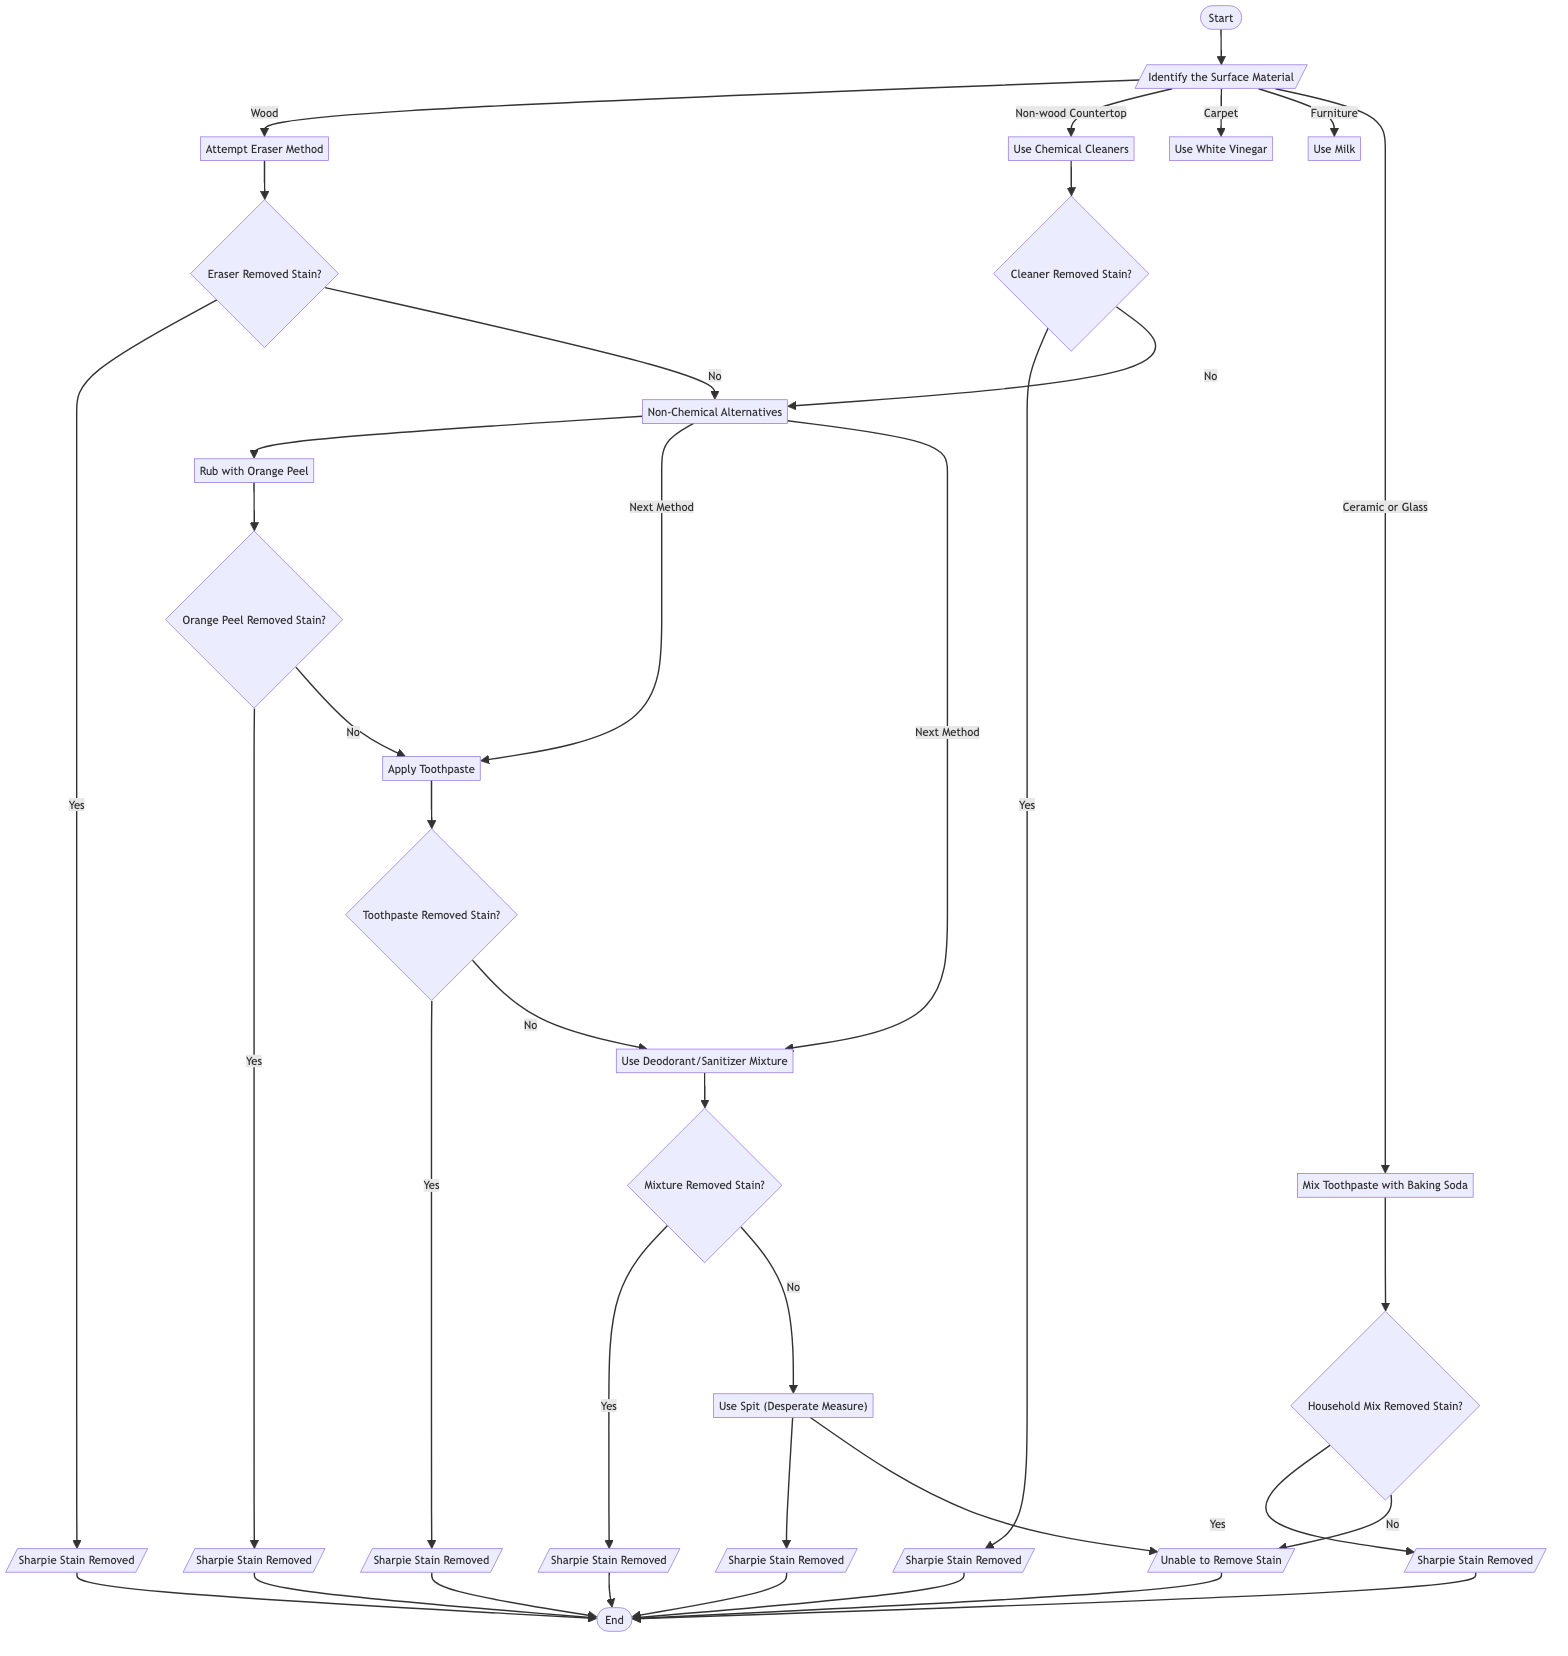 Start
Identify the Surface Material
Wood
Non-wood Countertop
Carpet
Furniture
Attempt Eraser Method
Use Chemical Cleaners
Use White Vinegar
Use Milk
Eraser Removed Stain?
Cleaner Removed Stain?
No
No
Non-Chemical Alternatives
Rub with Orange Peel
Next Method
Ceramic or Glass
Orange Peel Removed Stain?
No
Next Method
Apply Toothpaste
Yes
Yes
Toothpaste Removed Stain?
No
Yes
Use Deodorant/Sanitizer Mixture
Yes
Mixture Removed Stain?
Mix Toothpaste with Baking Soda
No
Yes
Use Spit (Desperate Measure)
Household Mix Removed Stain?
Yes
No
Sharpie Stain Removed
Sharpie Stain Removed
Sharpie Stain Removed
Sharpie Stain Removed
Sharpie Stain Removed
Sharpie Stain Removed
Unable to Remove Stain
Sharpie Stain Removed
End